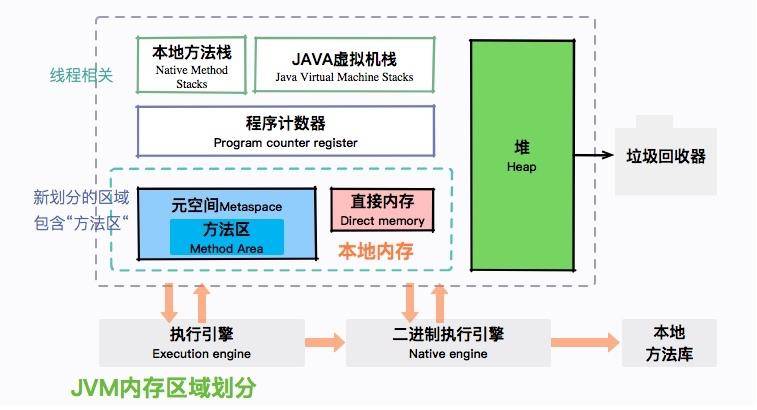 本地方法栈
Native Method
Stacks
JAVA虚拟机栈
Java Virtual Machine Stacks
线程相关
程序计数器
Program counter register
堆
Heap
垃圾回收器
新划分的区域
包含“方法区“
元空间Metaspace
方法区
Method Area
直接内存
Direct memory
本地内存
执行引擎
Execution engine
二进制执行引擎
Native engine
本地
方法库
JVM内存区域划分